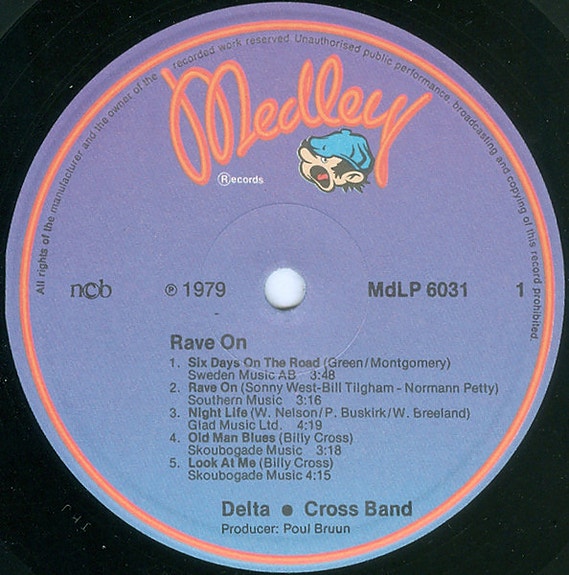 All rights of the manufacturer and the owner of the recorded work reserved Unauthorised public performance, broadcasting and copying of this record prohibited.
Medley
Ⓡecords
ncb
℗ 1979
MdLP 6031
1
Rave On
1. Six Days On The Road (Green/Montgomery)
Sweden Music AB 3:48
2. Rave On (Sonny West-Bill Tilgham - Normann Petty)
Southern Music 3:16
3. Night Life (W. Nelson/P. Buskirk/W. Breeland)
Glad Music Ltd. 4:19
4. Old Man Blues (Billy Cross)
Skoubogade Music 3:18
5. Look At Me (Billy Cross)
Skoubogade Music 4:15
Delta ● Cross Band
Producer: Poul Bruun